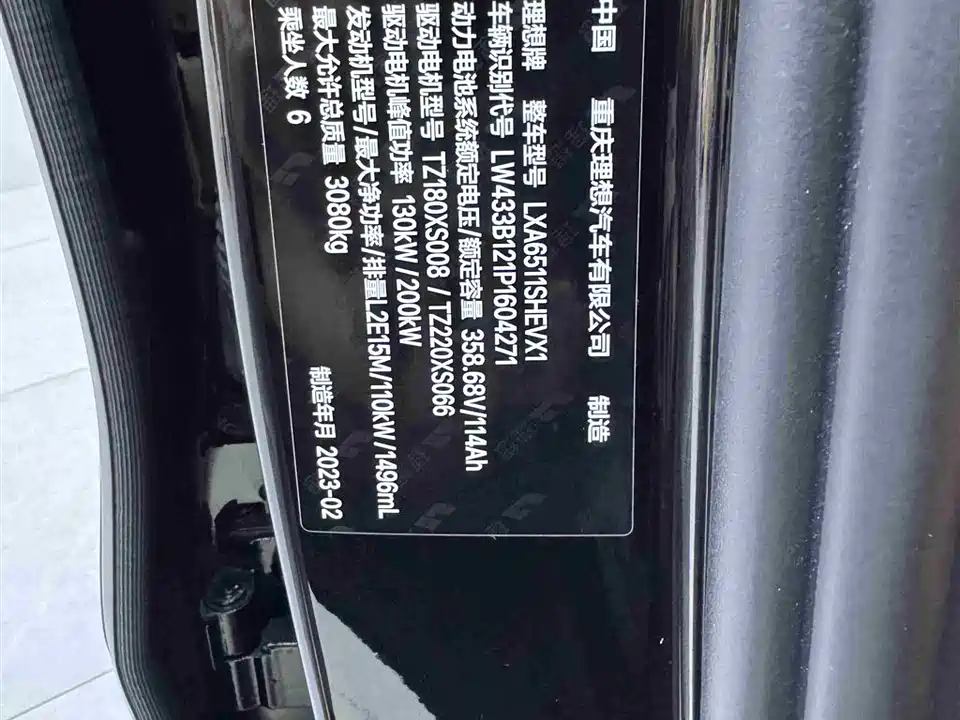 中国 重庆理想汽车有限公司 制造
理想牌 整车型号 LXA6511SHEVX1
车辆识别代号 LW433B121P1604271
动力电池系统额定电压/额定容量 358.68V/114Ah
驱动电机型号 TZ180XS008 / TZ220XS066
驱动电机峰值功率 130kW/200kW
发动机型号/最大净功率/排量L2E15M/110kW/1496mL
最大允许总质量 3080kg
乘坐人数 6 制造年月 2023-02